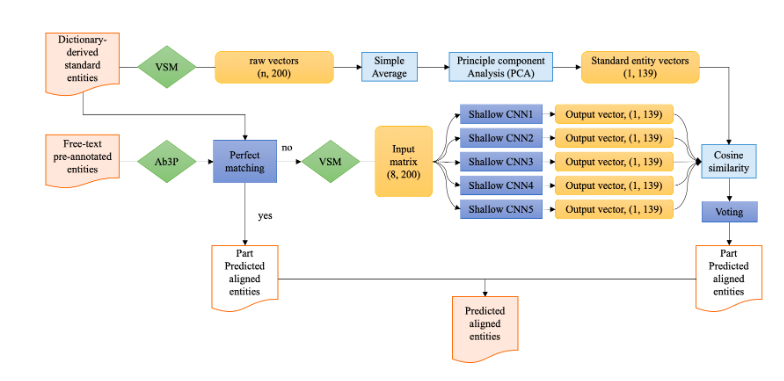 Dictionary-
derived
standard
entities
VSM
raw vectors
(n, 200)
Simple
Average
Principle component
Analysis (PCA)
Standard entity vectors
(1, 139)
Free-text
pre-annotated
entities
Ab3P
Perfect
matching
no
VSM
Input
matrix
(8, 200)
Shallow CNN1
Output vector, (1, 139)
Shallow CNN2
Output vector, (1, 139)
Shallow CNN3
Output vector, (1, 139)
Shallow CNN4
Output vector, (1, 139)
Shallow CNN5
Output vector, (1, 139)
Cosine
similarity
Voting
yes
Part
Predicted
aligned
entities
Part
Predicted
aligned
entities
Predicted
aligned
entities